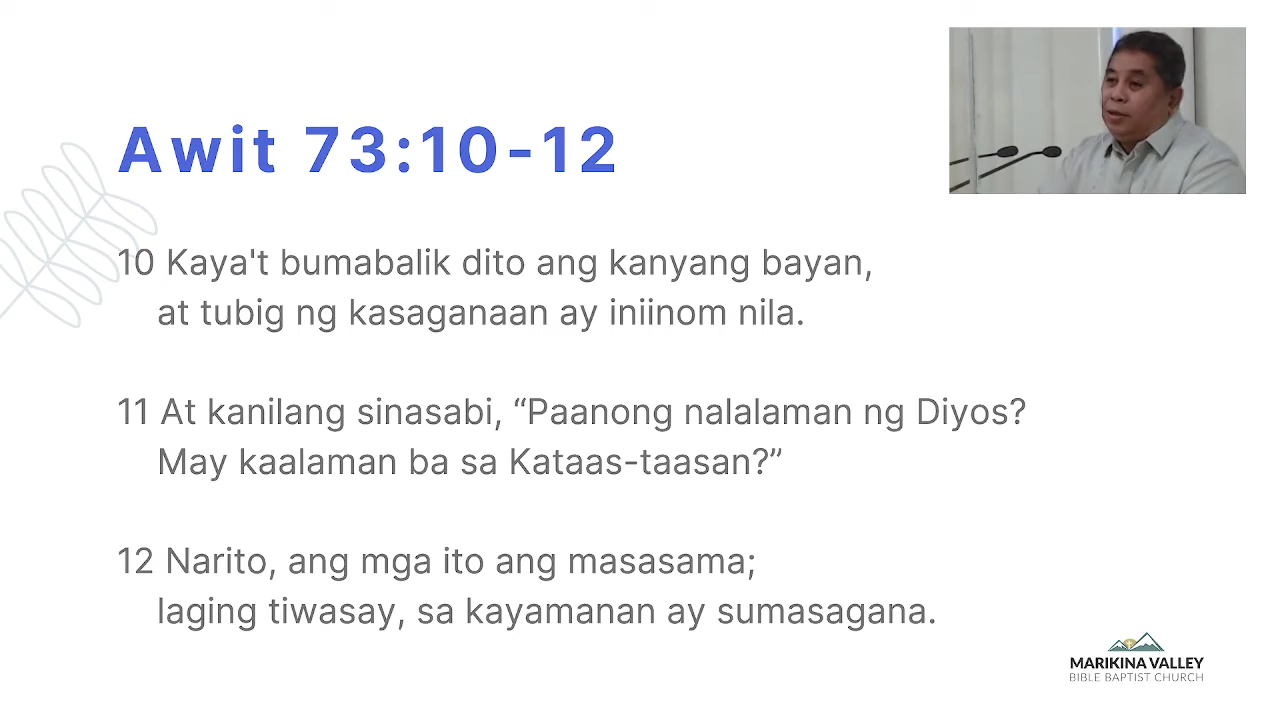 Awit 73:10-12
10 Kaya't bumabalik dito ang kanyang bayan,
at tubig ng kasaganaan ay iniinom nila.
11 At kanilang sinasabi, “Paanong nalalaman ng Diyos?
May kaalaman ba sa Kataas-taasan?”
12 Narito, ang mga ito ang masasama;
laging tiwasay, sa kayamanan ay sumasagana.
MARIKINA VALLEY
BIBLE BAPTIST CHURCH